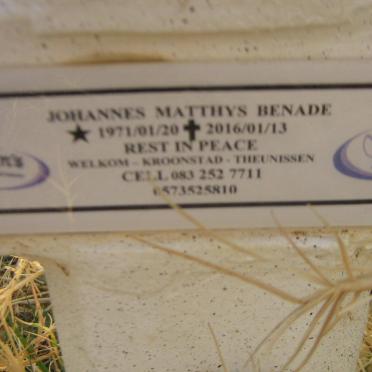 JOHANNES MATTHYS BENADE
★ 1971/01/20 ✝ 2016/01/13
REST IN PEACE
WELKOM – KROONSTAD - THEUNISSEN
CELL 083 252 7711
0573525810